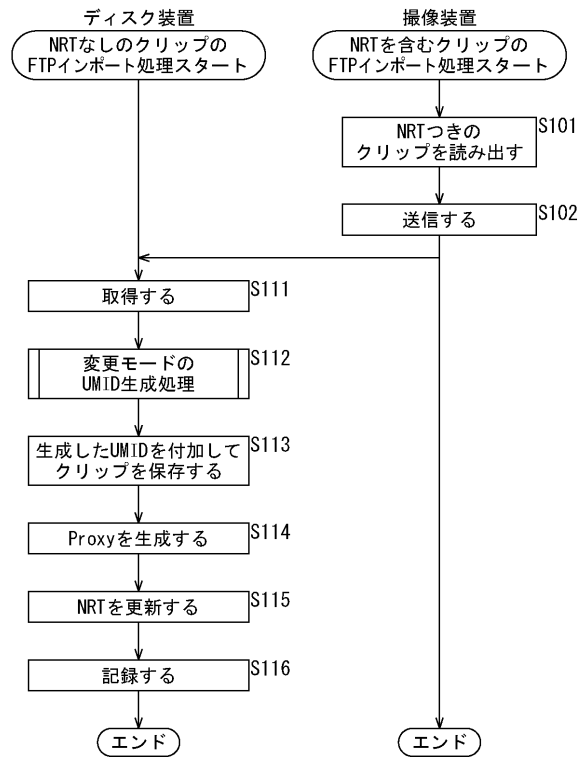 ディスク装置
撮像装置
NRTなしのクリップの
FTPインポート処理スタート
NRTを含むクリップの
FTPインポート処理スタート
NRTつきの
クリップを読み出す
S101
送信する
S102
取得する
S111
変更モードの
UMID生成処理
S112
生成したUMIDを付加して
クリップを保存する
S113
Proxyを生成する
S114
NRTを更新する
S115
記録する
S116
エンド
エンド